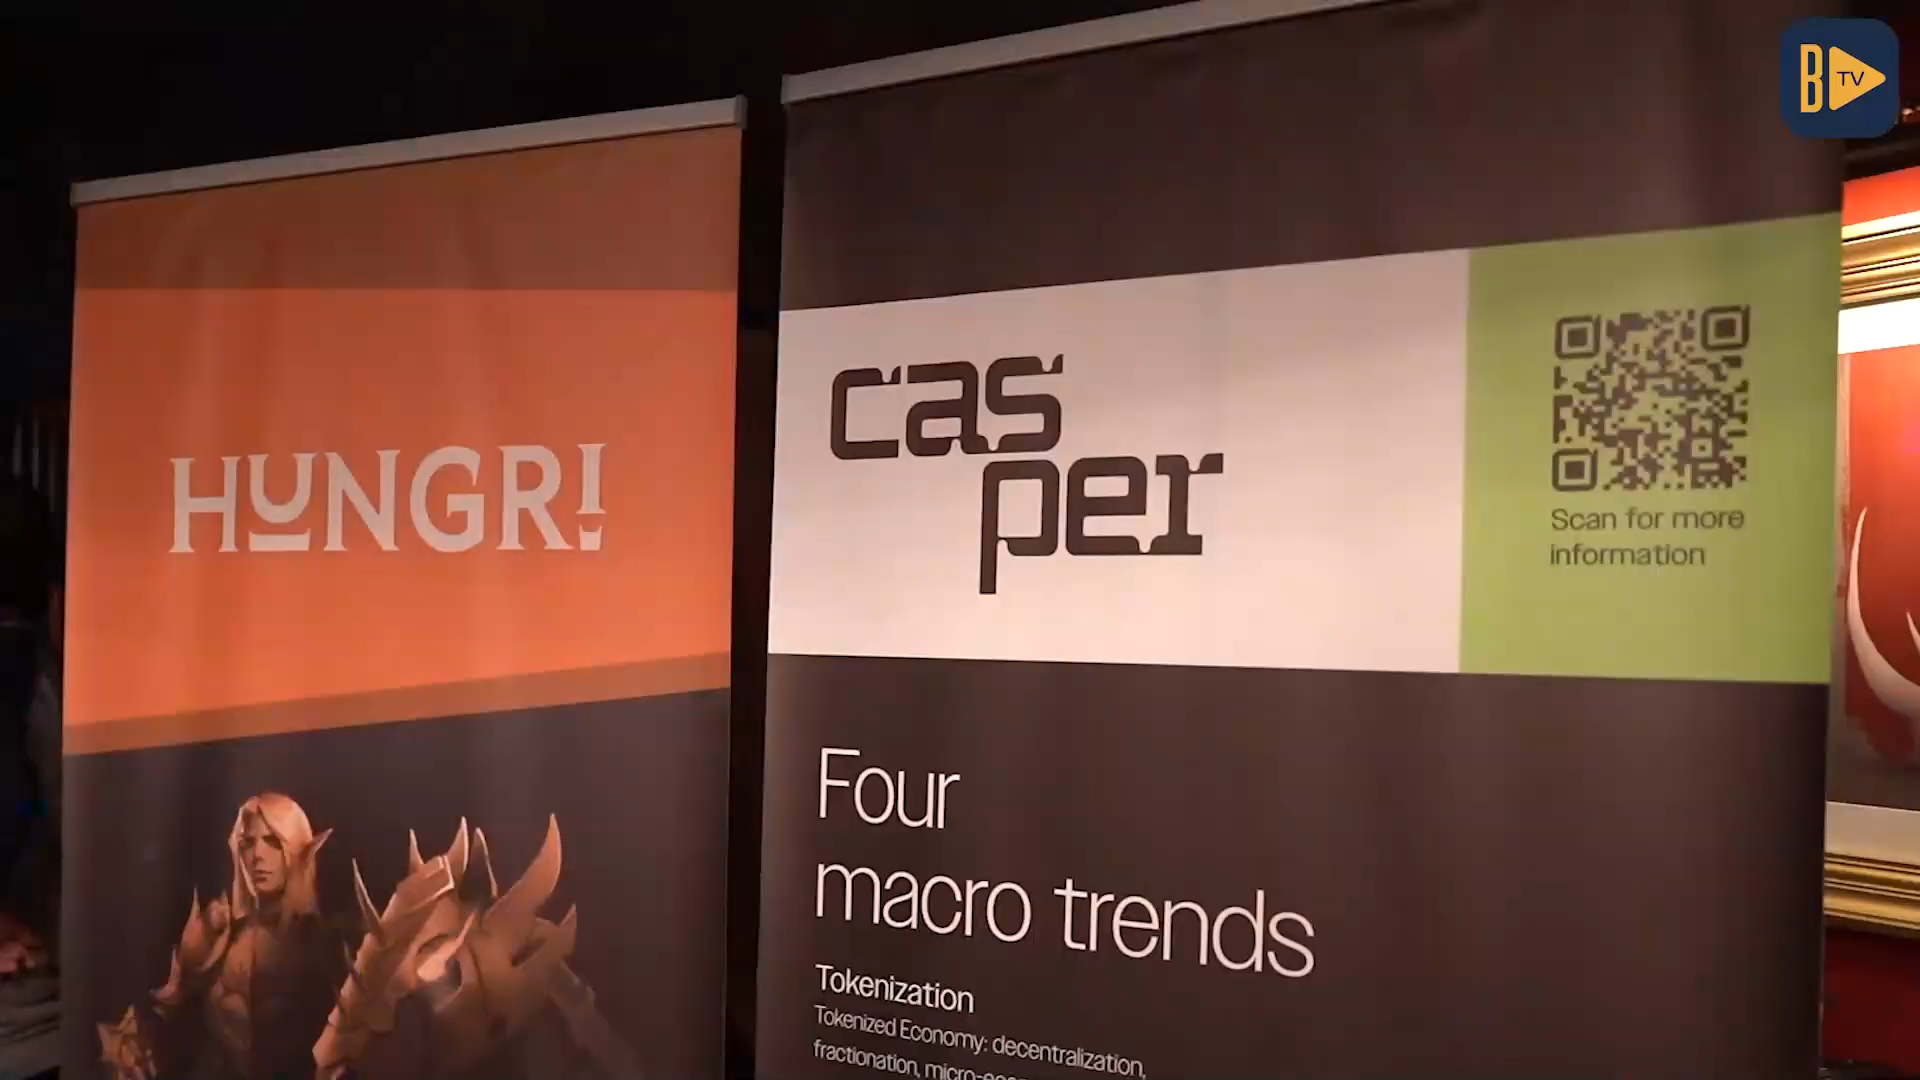 B TV
HUNGRI
cas
per
Scan for more
information
Four
macro trends
Tokenization
Tokenized Economy: decentralization,
fractionation,